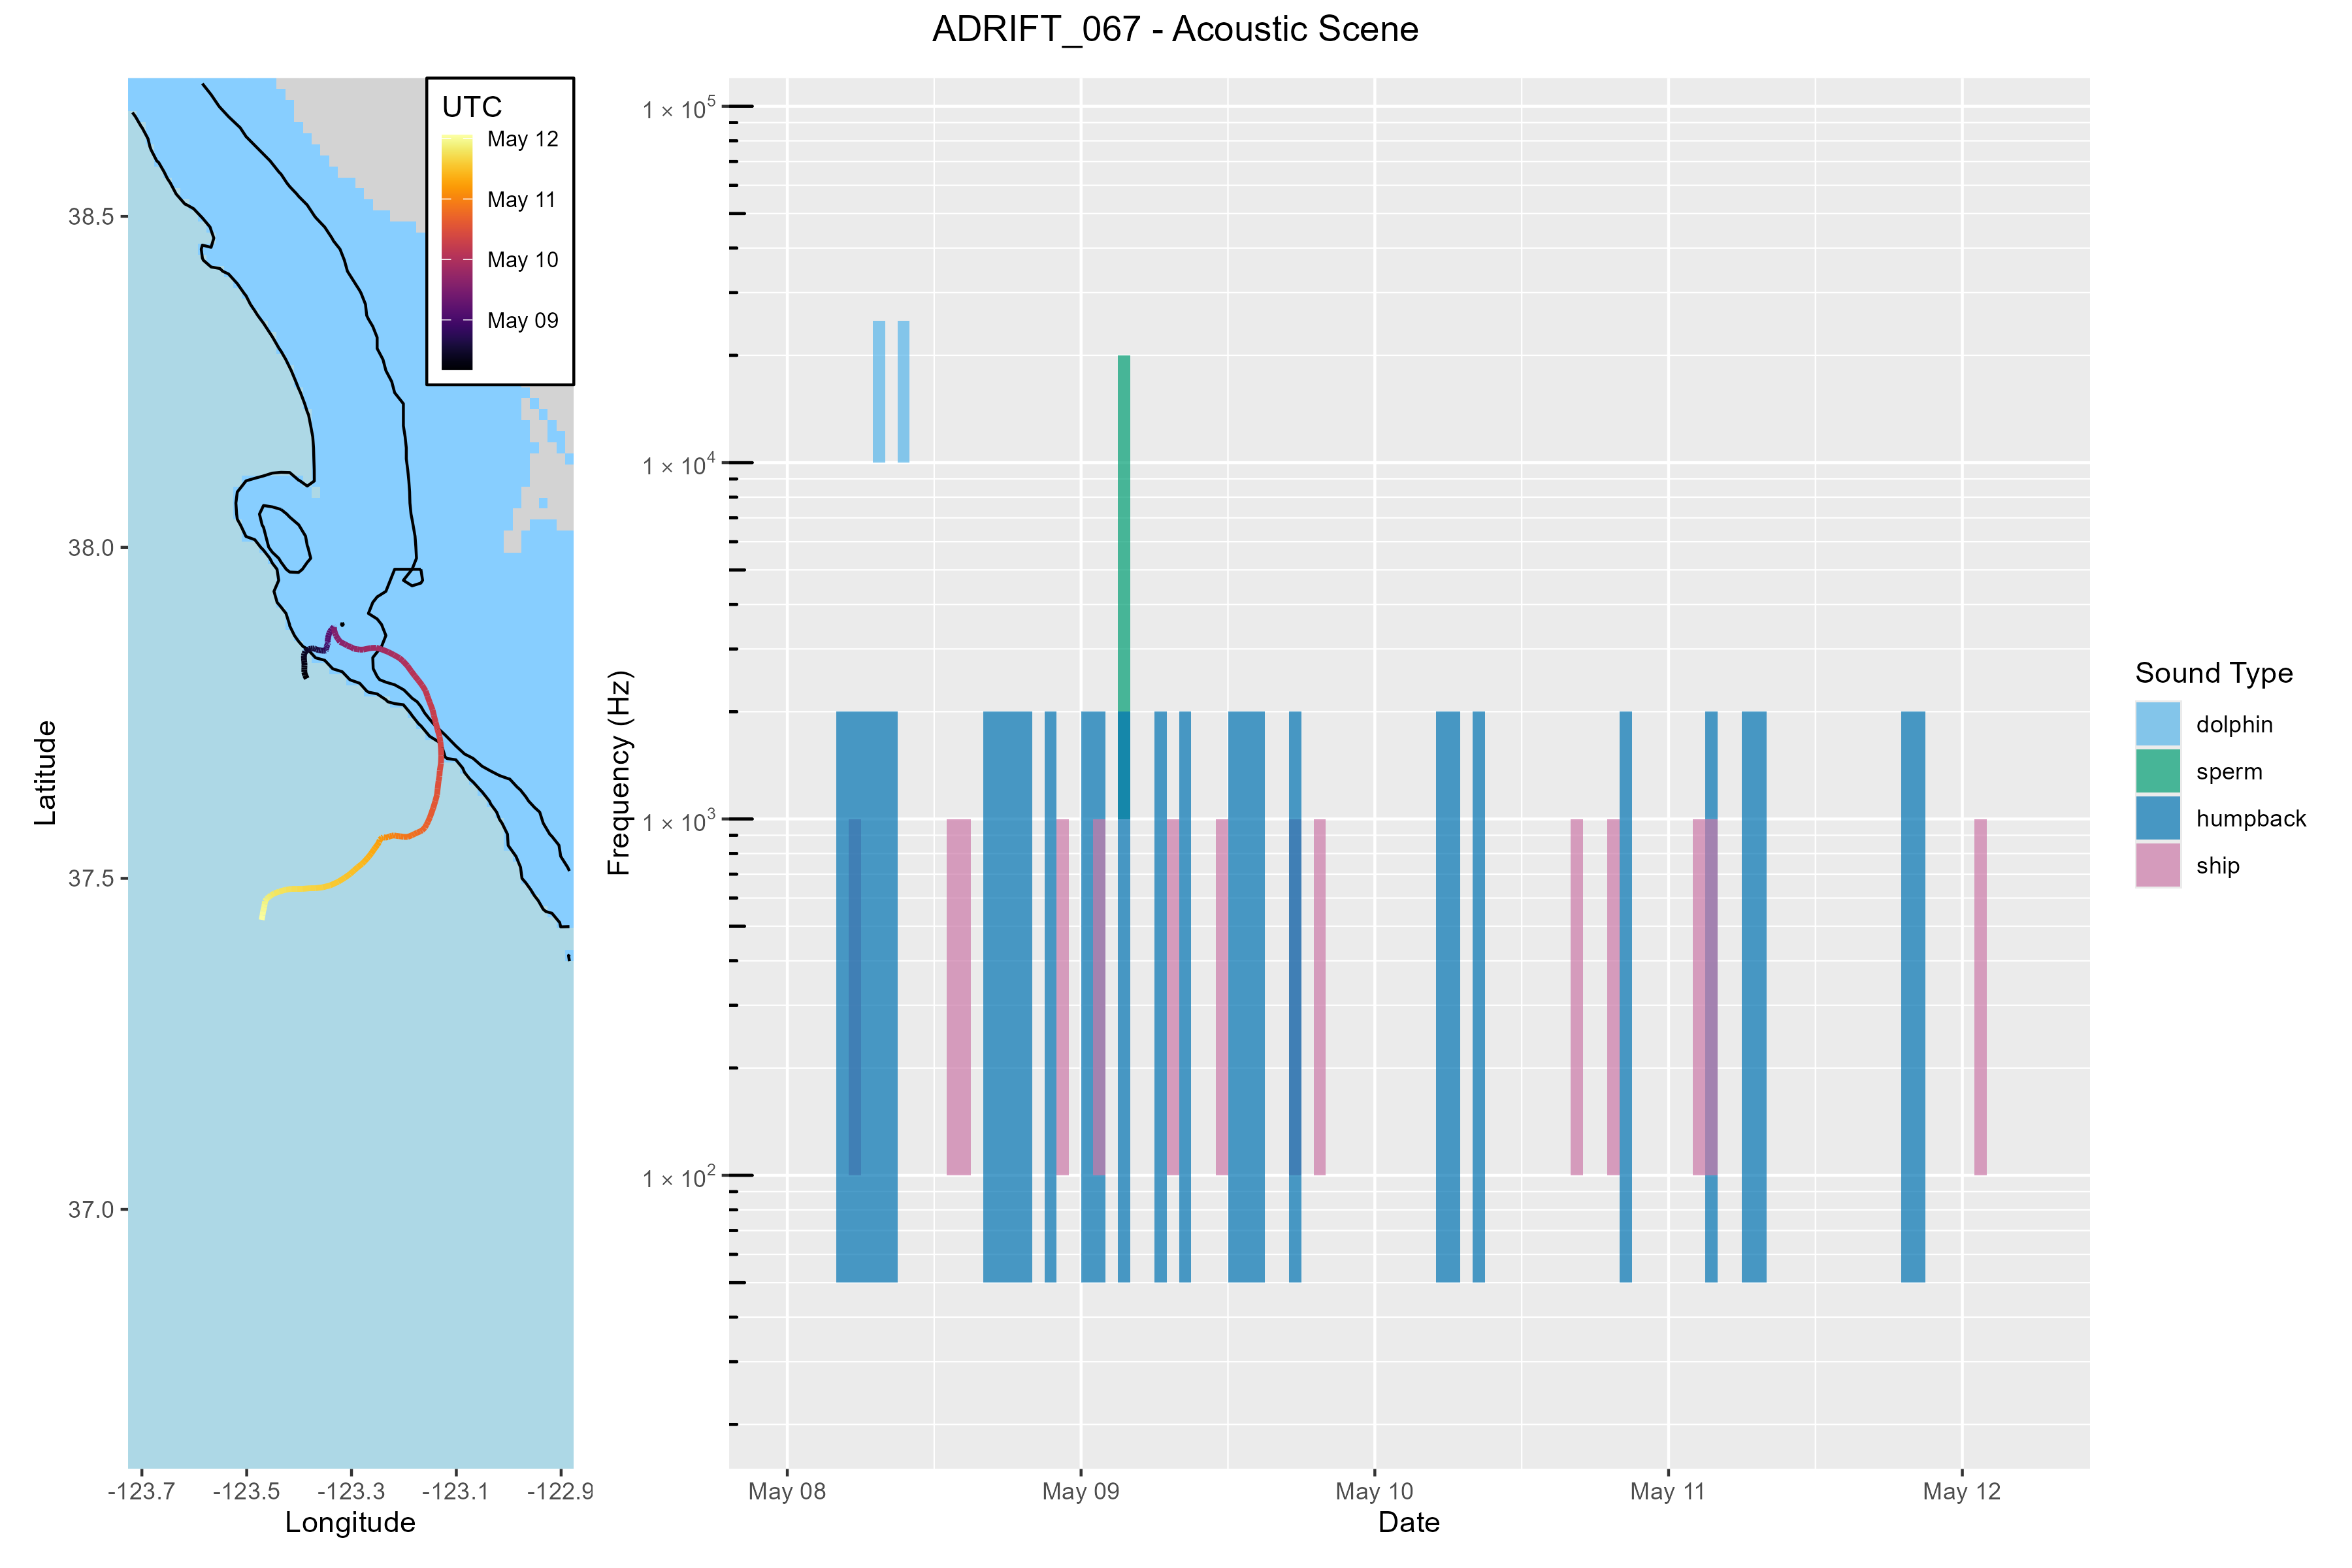 ADRIFT_067 - Acoustic Scene
UTC
May 12
May 11
May 10
May 09
38.5
38.0
37.5
37.0
Latitude
-123.7 -123.5 -123.3 -123.1 -122.9
Longitude
1 × 10^5
1 × 10^4
1 × 10^3
1 × 10^2
Frequency (Hz)
May 08 May 09 May 10 May 11 May 12
Date
Sound Type
dolphin
sperm
humpback
ship